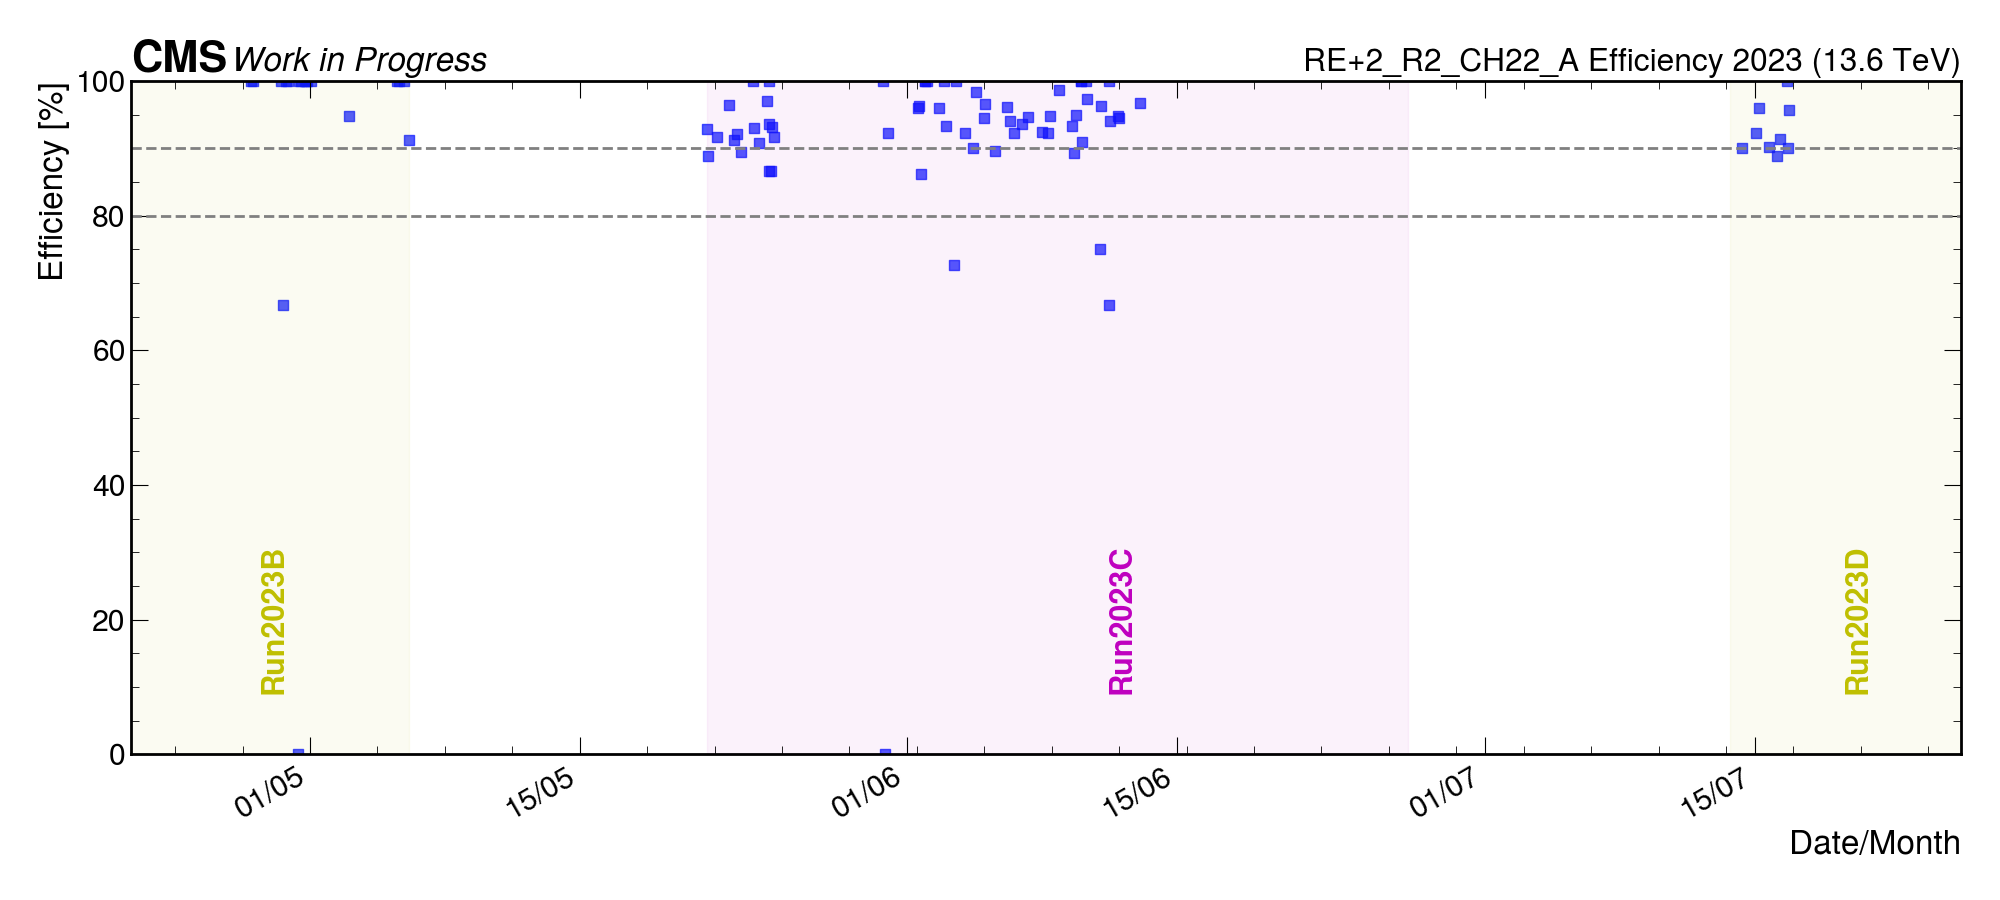 CMS Work in Progress
RE+2_R2_CH22_A Efficiency 2023 (13.6 TeV)
Efficiency [%]
100
80
60
40
20
0
Run2023B
Run2023C
Run2023D
01/05
15/05
01/06
15/06
01/07
15/07
Date/Month